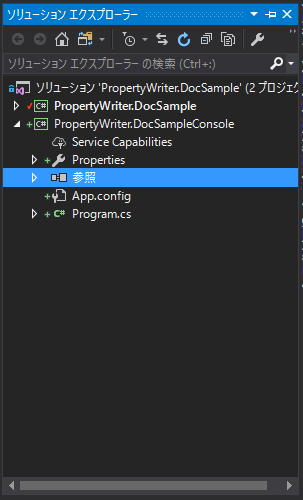 ソリューション エクスプローラー
ソリューション エクスプローラー の検索 (Ctrl+:)
ソリューション 'PropertyWriter.DocSample' (2 プロジェ
PropertyWriter.DocSample
PropertyWriter.DocSampleConsole
Service Capabilities
Properties
参照
App.config
Program.cs